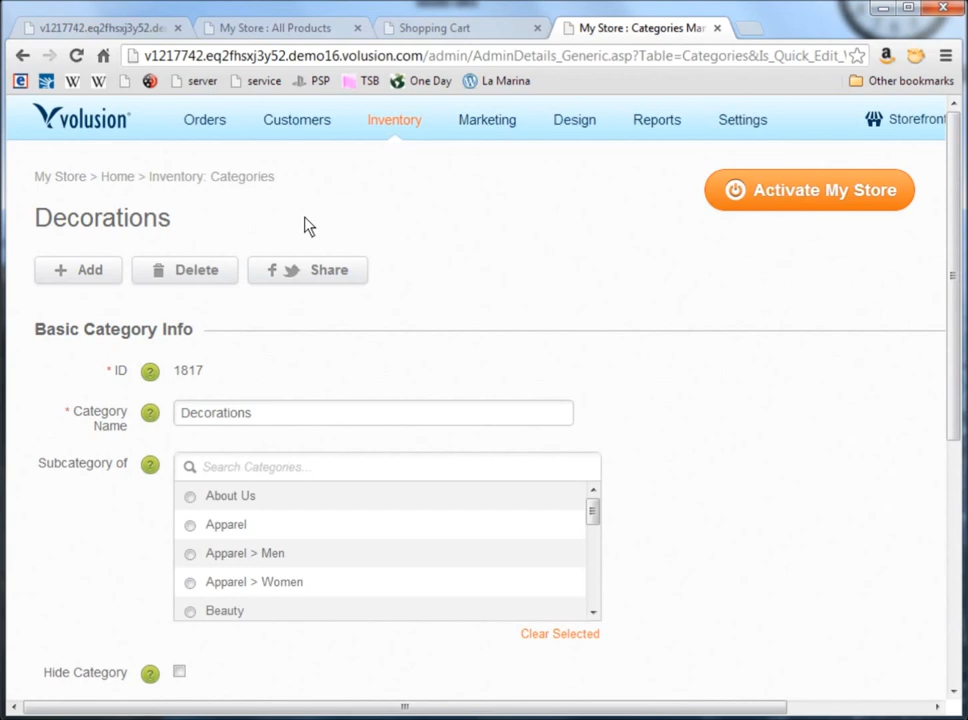 v1217742.eq2fhsxj3y52.de
My Store : All Products
Shopping Cart
My Store : Categories Mar
v1217742.eq2fhsxj3y52.demo16.volusion.com/admin/AdminDetails_Generic.asp?Table=Categories&Is_Quick_Edit_
server service PSP TSB One Day La Marina Other bookmarks
volusion Orders Customers Inventory Marketing Design Reports Settings Storefront
My Store > Home > Inventory: Categories
Activate My Store
Decorations
+ Add Delete Share
Basic Category Info
* ID ? 1817
* Category Name ? Decorations
Subcategory of ? Search Categories...
About Us
Apparel
Apparel > Men
Apparel > Women
Beauty
Clear Selected
Hide Category ?